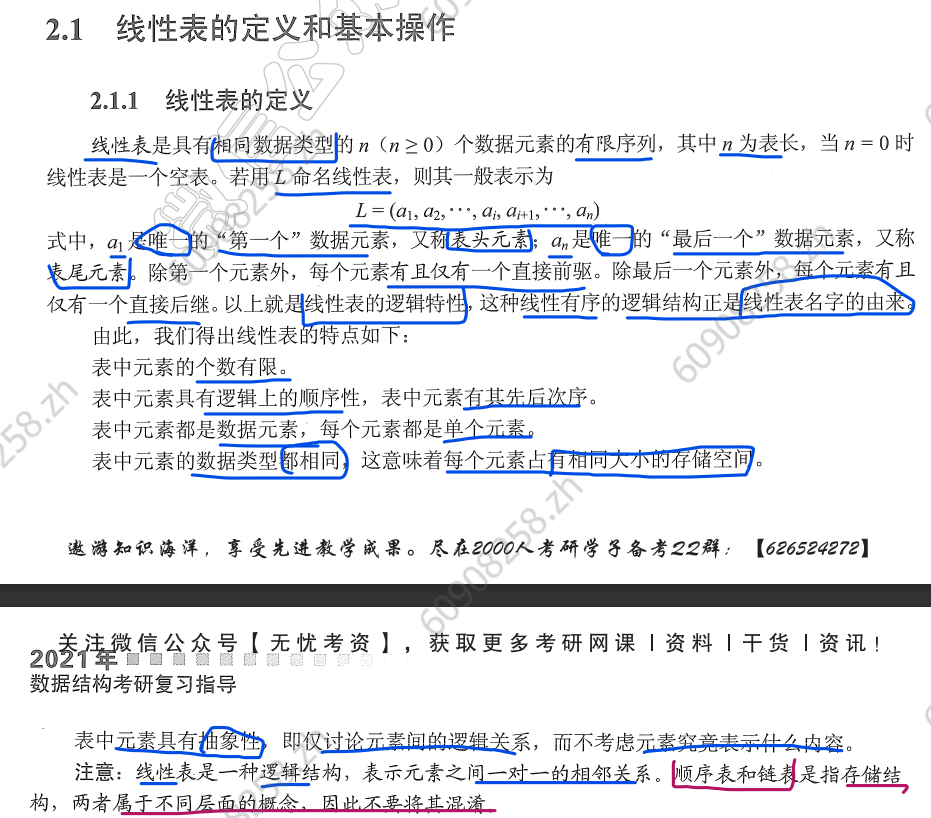 2.1 线性表的定义和基本操作
2.1.1 线性表的定义
线性表是具有相同数据类型的 n（n ≥ 0）个数据元素的有限序列，其中 n 为表长，当 n = 0 时
线性表是一个空表。若用 L 命名线性表，则其一般表示为
L = (a₁, a₂, ⋯, aᵢ, aᵢ₊₁, ⋯, aₙ)
式中，a₁ 是唯一的“第一个”数据元素，又称表头元素；aₙ 是唯一的“最后一个”数据元素，又称
表尾元素。除第一个元素外，每个元素有且仅有一个直接前驱。除最后一个元素外，每个元素有且
仅有一个直接后继。以上就是线性表的逻辑特性，这种线性有序的逻辑结构正是线性表名字的由来。
由此，我们得出线性表的特点如下：
表中元素的个数有限。
表中元素具有逻辑上的顺序性，表中元素有其先后次序。
表中元素都是数据元素，每个元素都是单个元素。
表中元素的数据类型都相同，这意味着每个元素占有相同大小的存储空间。
遨游知识海洋，享受先进教学成果。尽在2000人考研学子备考22群：【626524272】
关注微信公众号【无忧考资】，获取更多考研网课丨资料丨干货丨资讯！
2021年
数据结构考研复习指导
表中元素具有抽象性，即仅讨论元素间的逻辑关系，而不考虑元素究竟表示什么内容。
注意：线性表是一种逻辑结构，表示元素之间一对一的相邻关系。顺序表和链表是指存储结
构，两者属于不同层面的概念，因此不要将其混淆。
60908258.zh
60908258.zh
60908258.zh
258.zh